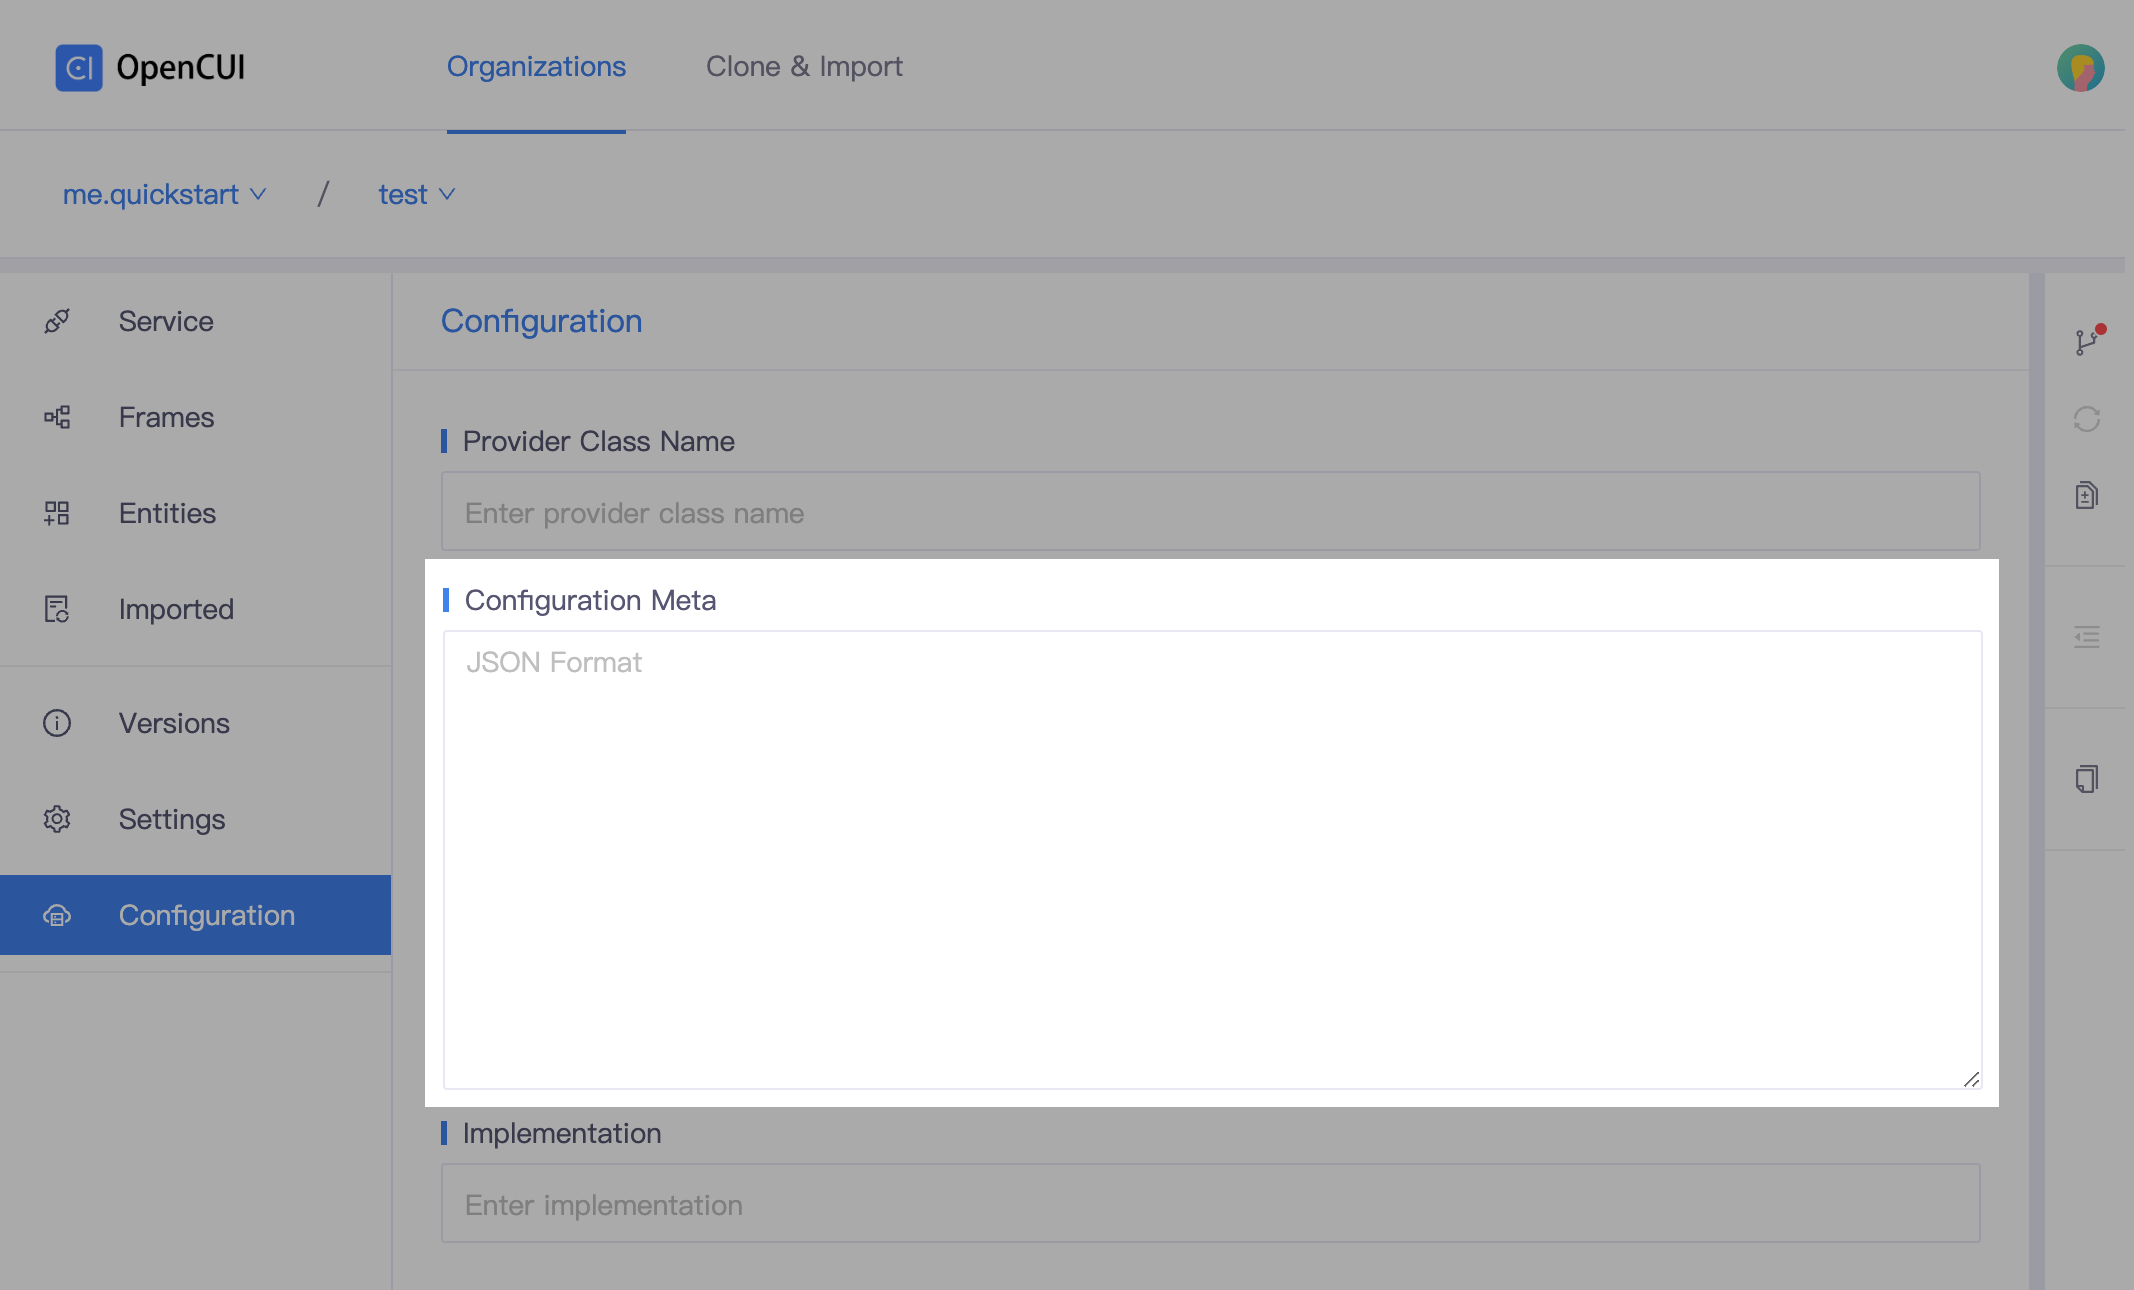 OpenCUI
Organizations
Clone & Import
me.quickstart
/
test
Service
Frames
Entities
Imported
Versions
Settings
Configuration
Configuration
Provider Class Name
Enter provider class name
Configuration Meta
JSON Format
Implementation
Enter implementation